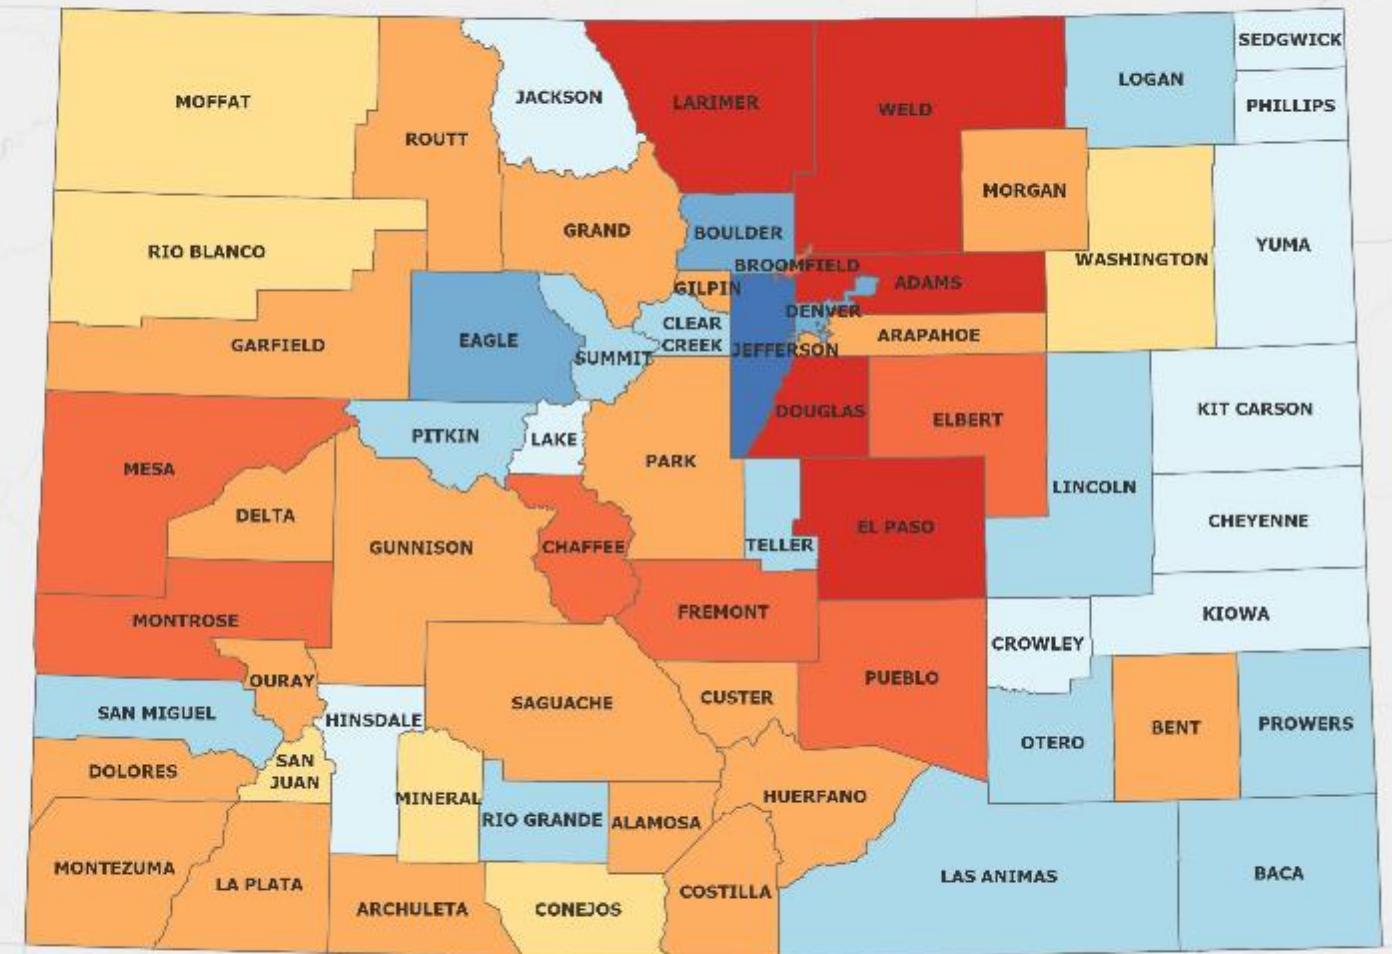 SEDGWICK
LOGAN
MOFFAT
JACKSON
LARIMER
WELD
PHILLIPS
ROUTT
MORGAN
GRAND
BOULDER
YUMA
RIO BLANCO
BROOMFIELD
WASHINGTON
GILPIN
ADAMS
DENVER
CLEAR
CREEK
ARAPAHOE
GARFIELD
EAGLE
SUMMIT
JEFFERSON
DOUGLAS
ELBERT
KIT CARSON
PITKIN
LAKE
MESA
PARK
LINCOLN
DELTA
GUNNISON
CHAFFEE
TELLER
EL PASO
CHEYENNE
MONTROSE
FREMONT
KIOWA
CROWLEY
OURAY
PUEBLO
SAGUACHE
CUSTER
SAN MIGUEL
HINSDALE
BENT
PROWERS
OTERO
DOLORES
SAN
JUAN
MINERAL
RIO GRANDE
ALAMOSA
HUERFANO
MONTEZUMA
LA PLATA
ARCHULETA
CONEJOS
COSTILLA
LAS ANIMAS
BACA